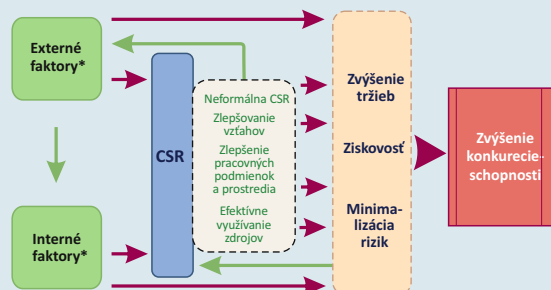 Externé
faktory*
Interné
faktory*
CSR
Neformálna CSR
Zlepšovanie
vzťahov
Zlepšenie
pracovných
podmienok
a prostredia
Efektívne
využívanie
zdrojov
Zvýšenie
tržieb
Ziskovosť
Minima-
lizácia
rizik
Zvýšenie
konkurecie-
schopnosti